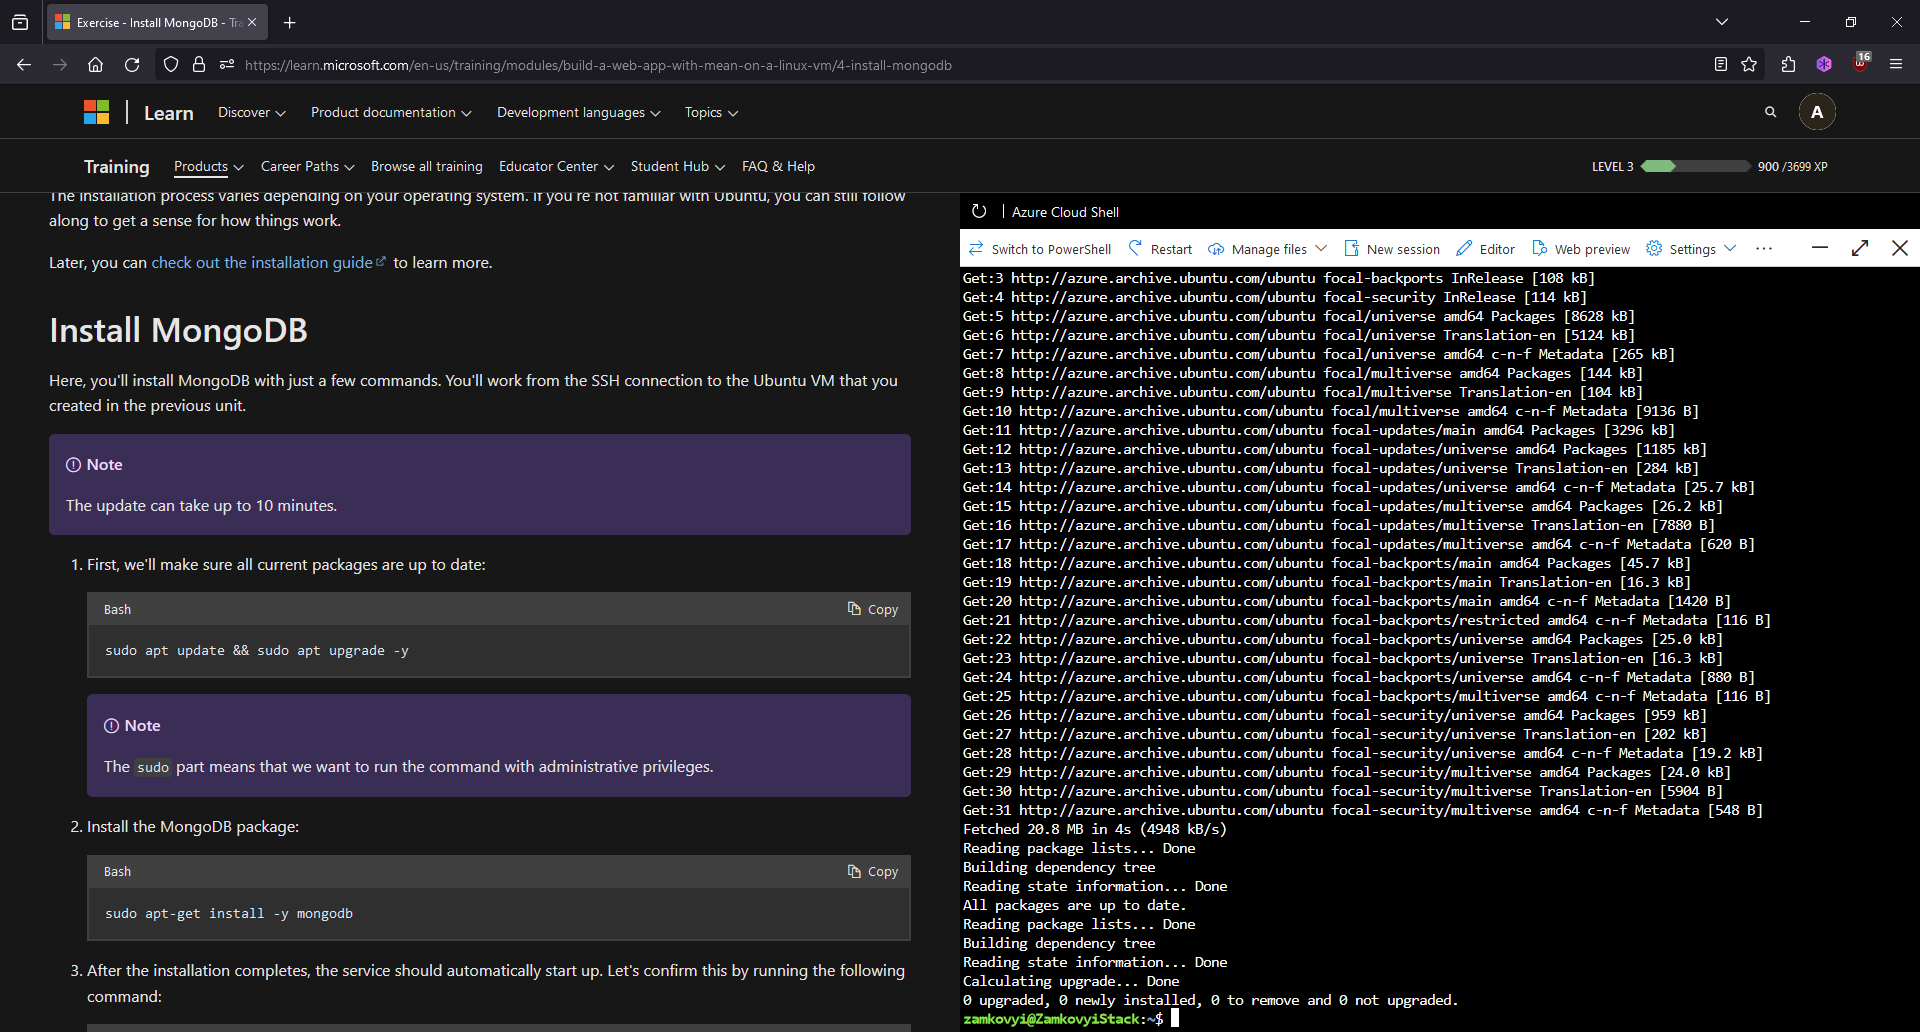 Exercise - Install MongoDB - Tra
https://learn.microsoft.com/en-us/training/modules/build-a-web-app-with-mean-on-a-linux-vm/4-install-mongodb
16
Learn
Discover
Product documentation
Development languages
Topics
A
Training
Products
Career Paths
Browse all training
Educator Center
Student Hub
FAQ & Help
LEVEL 3
900 /3699 XP
The installation process varies depending on your operating system. If you're not familiar with Ubuntu, you can still follow
along to get a sense for how things work.
Later, you can check out the installation guide to learn more.
Install MongoDB
Here, you'll install MongoDB with just a few commands. You'll work from the SSH connection to the Ubuntu VM that you
created in the previous unit.
Note
The update can take up to 10 minutes.
1. First, we'll make sure all current packages are up to date:
Bash
Copy
sudo apt update && sudo apt upgrade -y
Note
The sudo part means that we want to run the command with administrative privileges.
2. Install the MongoDB package:
Bash
Copy
sudo apt-get install -y mongodb
3. After the installation completes, the service should automatically start up. Let's confirm this by running the following
command:
Azure Cloud Shell
Switch to PowerShell
Restart
Manage files
New session
Editor
Web preview
Settings
Get:3 http://azure.archive.ubuntu.com/ubuntu focal-backports InRelease [108 kB]
Get:4 http://azure.archive.ubuntu.com/ubuntu focal-security InRelease [114 kB]
Get:5 http://azure.archive.ubuntu.com/ubuntu focal/universe amd64 Packages [8628 kB]
Get:6 http://azure.archive.ubuntu.com/ubuntu focal/universe Translation-en [5124 kB]
Get:7 http://azure.archive.ubuntu.com/ubuntu focal/universe amd64 c-n-f Metadata [265 kB]
Get:8 http://azure.archive.ubuntu.com/ubuntu focal/multiverse amd64 Packages [144 kB]
Get:9 http://azure.archive.ubuntu.com/ubuntu focal/multiverse Translation-en [104 kB]
Get:10 http://azure.archive.ubuntu.com/ubuntu focal/multiverse amd64 c-n-f Metadata [9136 B]
Get:11 http://azure.archive.ubuntu.com/ubuntu focal-updates/main amd64 Packages [3296 kB]
Get:12 http://azure.archive.ubuntu.com/ubuntu focal-updates/universe amd64 Packages [1185 kB]
Get:13 http://azure.archive.ubuntu.com/ubuntu focal-updates/universe Translation-en [284 kB]
Get:14 http://azure.archive.ubuntu.com/ubuntu focal-updates/universe amd64 c-n-f Metadata [25.7 kB]
Get:15 http://azure.archive.ubuntu.com/ubuntu focal-updates/multiverse amd64 Packages [26.2 kB]
Get:16 http://azure.archive.ubuntu.com/ubuntu focal-updates/multiverse Translation-en [7880 B]
Get:17 http://azure.archive.ubuntu.com/ubuntu focal-updates/multiverse amd64 c-n-f Metadata [620 B]
Get:18 http://azure.archive.ubuntu.com/ubuntu focal-backports/main amd64 Packages [45.7 kB]
Get:19 http://azure.archive.ubuntu.com/ubuntu focal-backports/main Translation-en [16.3 kB]
Get:20 http://azure.archive.ubuntu.com/ubuntu focal-backports/main amd64 c-n-f Metadata [1420 B]
Get:21 http://azure.archive.ubuntu.com/ubuntu focal-backports/restricted amd64 c-n-f Metadata [116 B]
Get:22 http://azure.archive.ubuntu.com/ubuntu focal-backports/universe amd64 Packages [25.0 kB]
Get:23 http://azure.archive.ubuntu.com/ubuntu focal-backports/universe Translation-en [16.3 kB]
Get:24 http://azure.archive.ubuntu.com/ubuntu focal-backports/universe amd64 c-n-f Metadata [880 B]
Get:25 http://azure.archive.ubuntu.com/ubuntu focal-backports/multiverse amd64 c-n-f Metadata [116 B]
Get:26 http://azure.archive.ubuntu.com/ubuntu focal-security/universe amd64 Packages [959 kB]
Get:27 http://azure.archive.ubuntu.com/ubuntu focal-security/universe Translation-en [202 kB]
Get:28 http://azure.archive.ubuntu.com/ubuntu focal-security/universe amd64 c-n-f Metadata [19.2 kB]
Get:29 http://azure.archive.ubuntu.com/ubuntu focal-security/multiverse amd64 Packages [24.0 kB]
Get:30 http://azure.archive.ubuntu.com/ubuntu focal-security/multiverse Translation-en [5904 B]
Get:31 http://azure.archive.ubuntu.com/ubuntu focal-security/multiverse amd64 c-n-f Metadata [548 B]
Fetched 20.8 MB in 4s (4948 kB/s)
Reading package lists... Done
Building dependency tree
Reading state information... Done
All packages are up to date.
Reading package lists... Done
Building dependency tree
Reading state information... Done
Calculating upgrade... Done
0 upgraded, 0 newly installed, 0 to remove and 0 not upgraded.
zamkovyi@ZamkovyiStack:~$